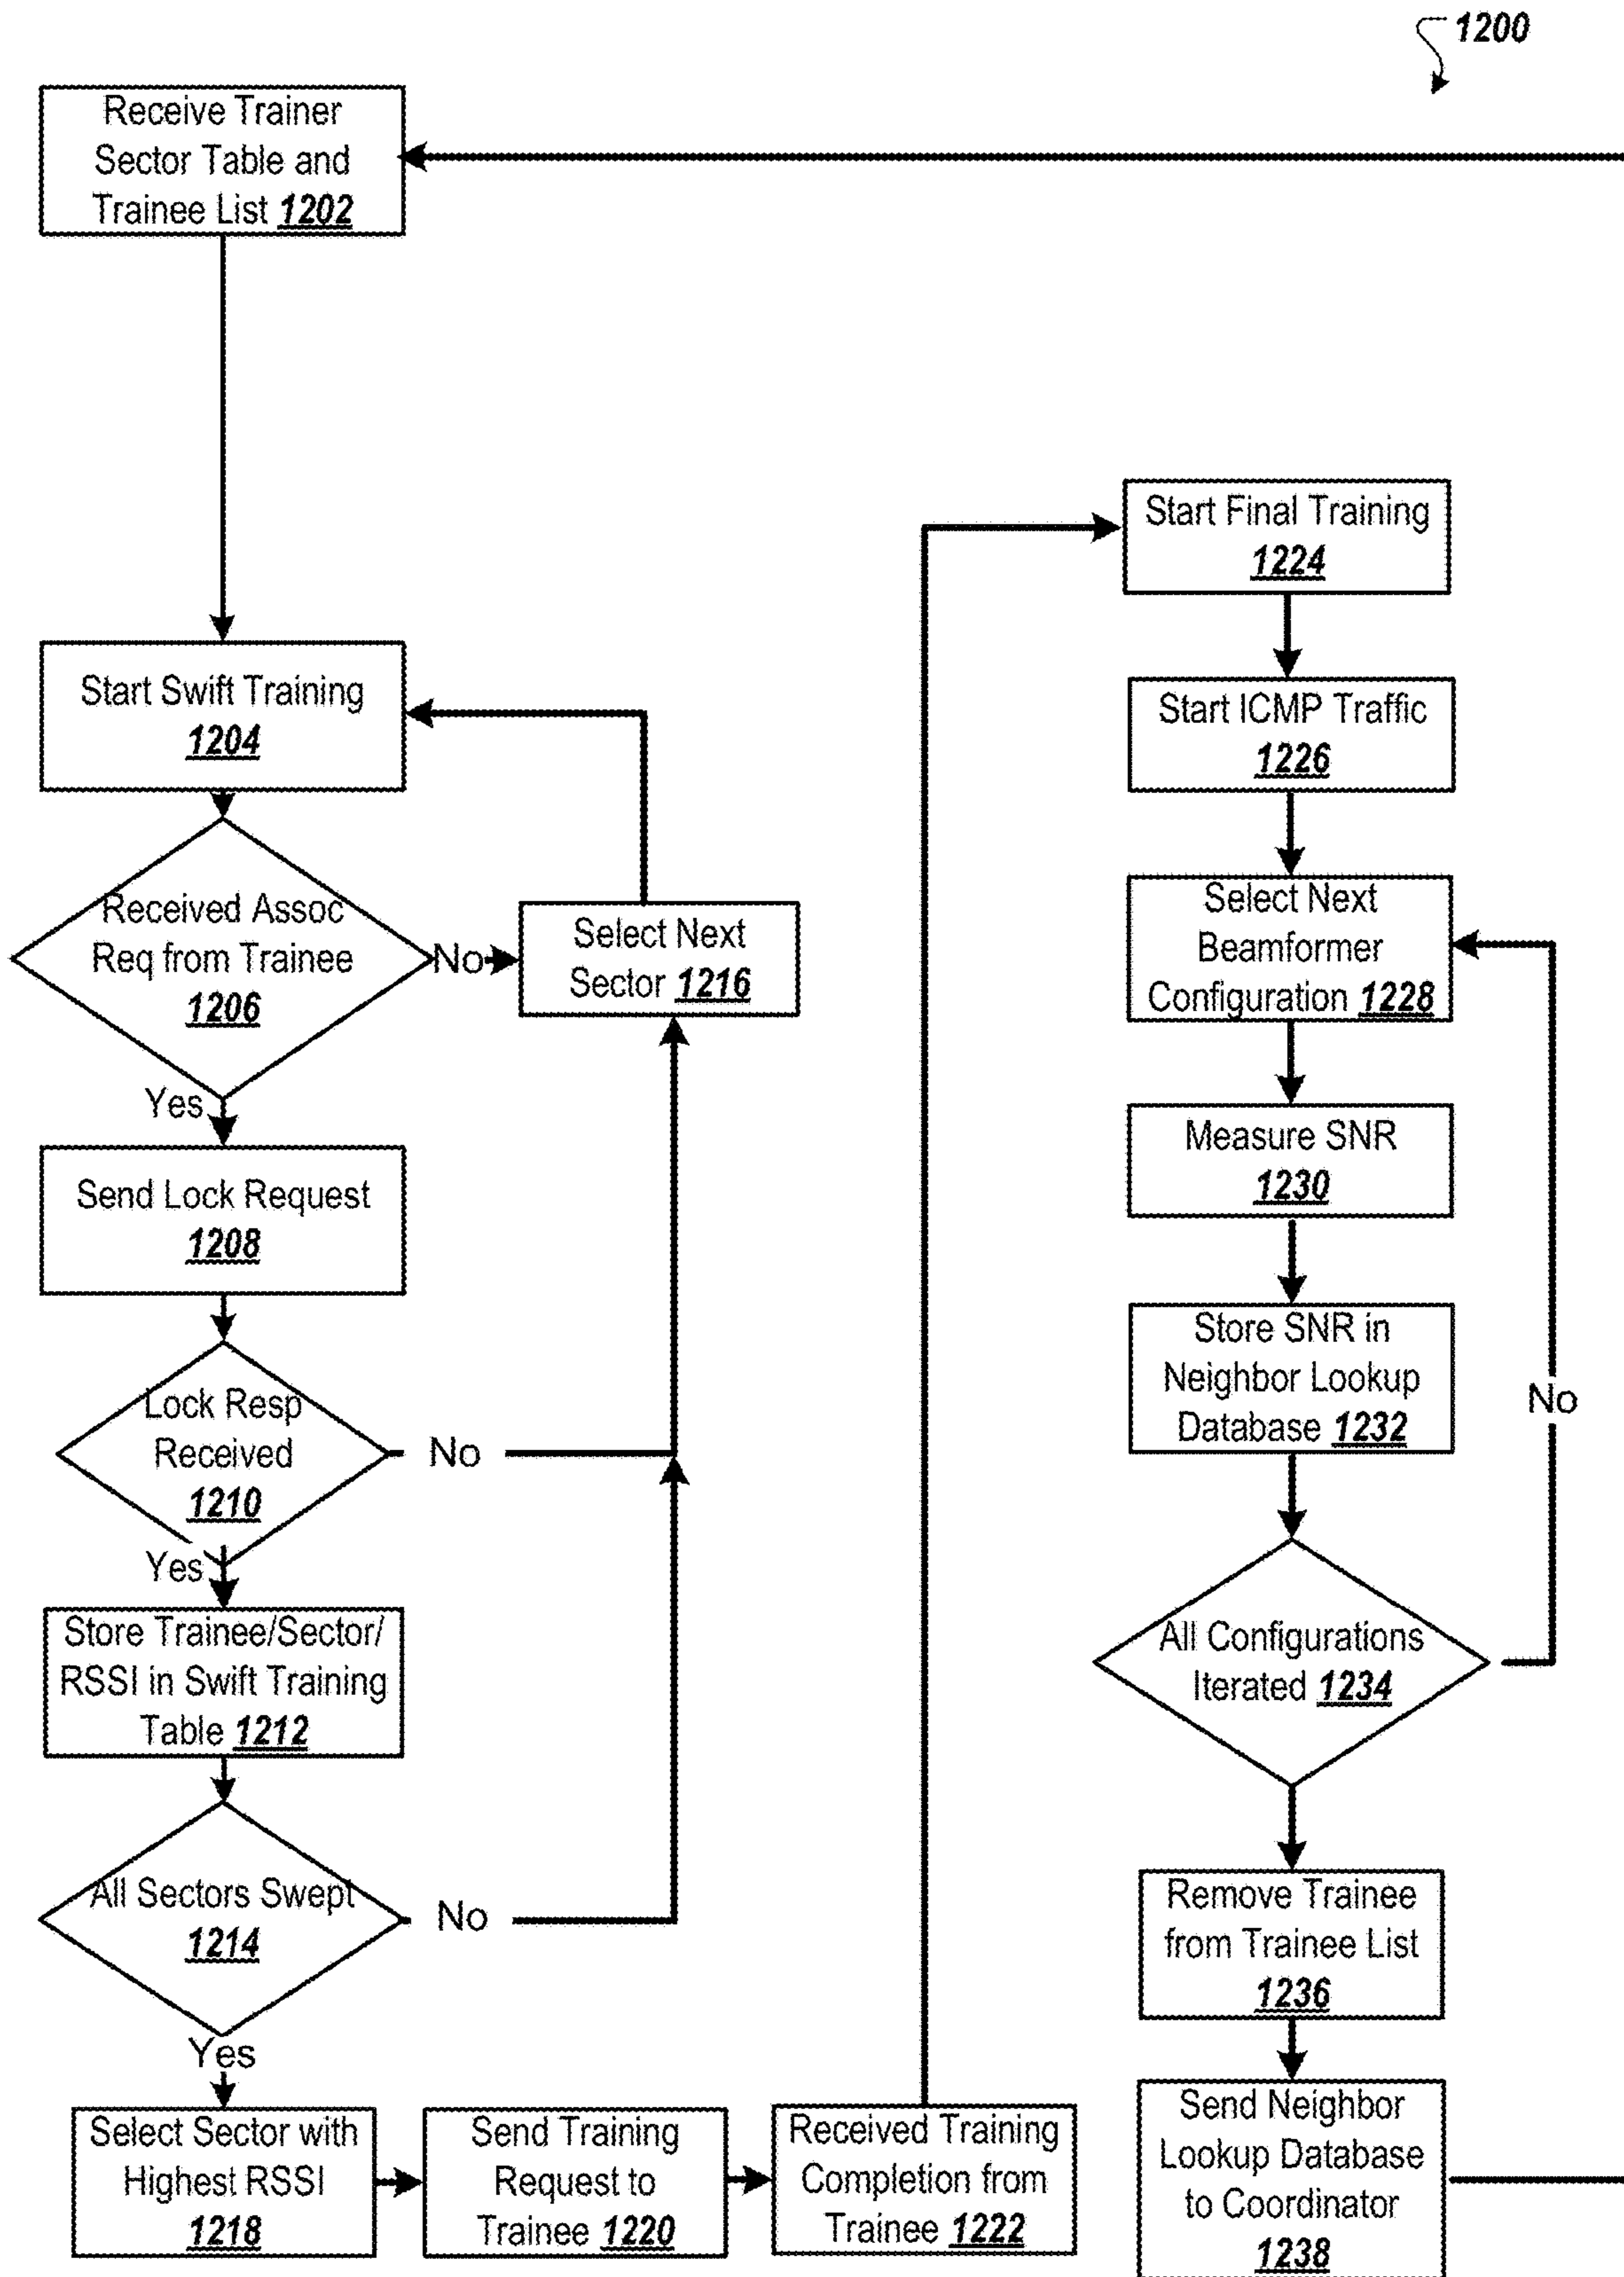 1200
Receive Trainer
Sector Table and
Trainee List 1202
Start Swift Training
1204
Received Assoc
Req from Trainee
1206
No
Select Next
Sector 1216
Yes
Send Lock Request
1208
Lock Resp
Received
1210
No
Yes
Store Trainee/Sector/
RSSI in Swift Training
Table 1212
All Sectors Swept
1214
No
Yes
Select Sector with
Highest RSSI
1218
Send Training
Request to
Trainee 1220
Received Training
Completion from
Trainee 1222
Start Final Training
1224
Start ICMP Traffic
1226
Select Next
Beamformer
Configuration 1228
Measure SNR
1230
Store SNR in
Neighbor Lookup
Database 1232
No
All Configurations
Iterated 1234
Remove Trainee
from Trainee List
1236
Send Neighbor
Lookup Database
to Coordinator
1238